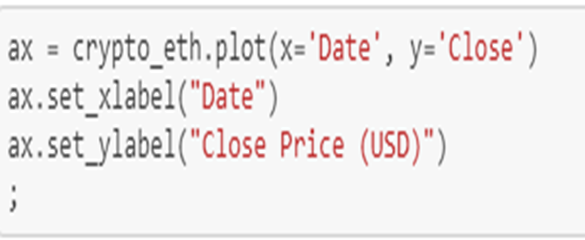 ax = crypto_eth.plot(x='Date', y='Close')
ax.set_xlabel("Date")
ax.set_ylabel("Close Price (USD)")
;